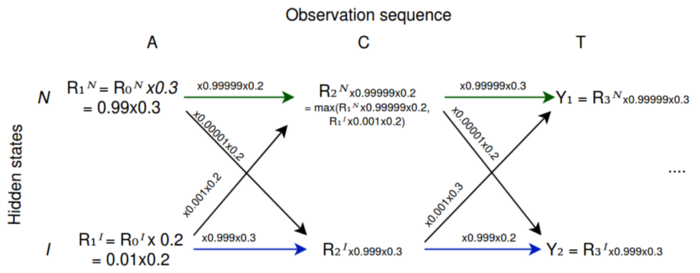 Observation sequence
A C T
Hidden states
N
R₁ᴺ = R₀ᴺ x0.3
= 0.99x0.3
x0.99999x0.2
R₂ᴺx0.99999x0.2
= max(R₁ᴺx0.99999x0.2,
R₁ᴵx0.001x0.2)
x0.99999x0.3
Y₁ = R₃ᴺx0.99999x0.3
x0.00001x0.2
x0.001x0.2
x0.00001x0.2
x0.001x0.3
....
I
R₁ᴵ = R₀ᴵ x 0.2
= 0.01x0.2
x0.999x0.3
R₂ᴵx0.999x0.3
x0.999x0.2
Y₂ = R₃ᴵx0.999x0.3